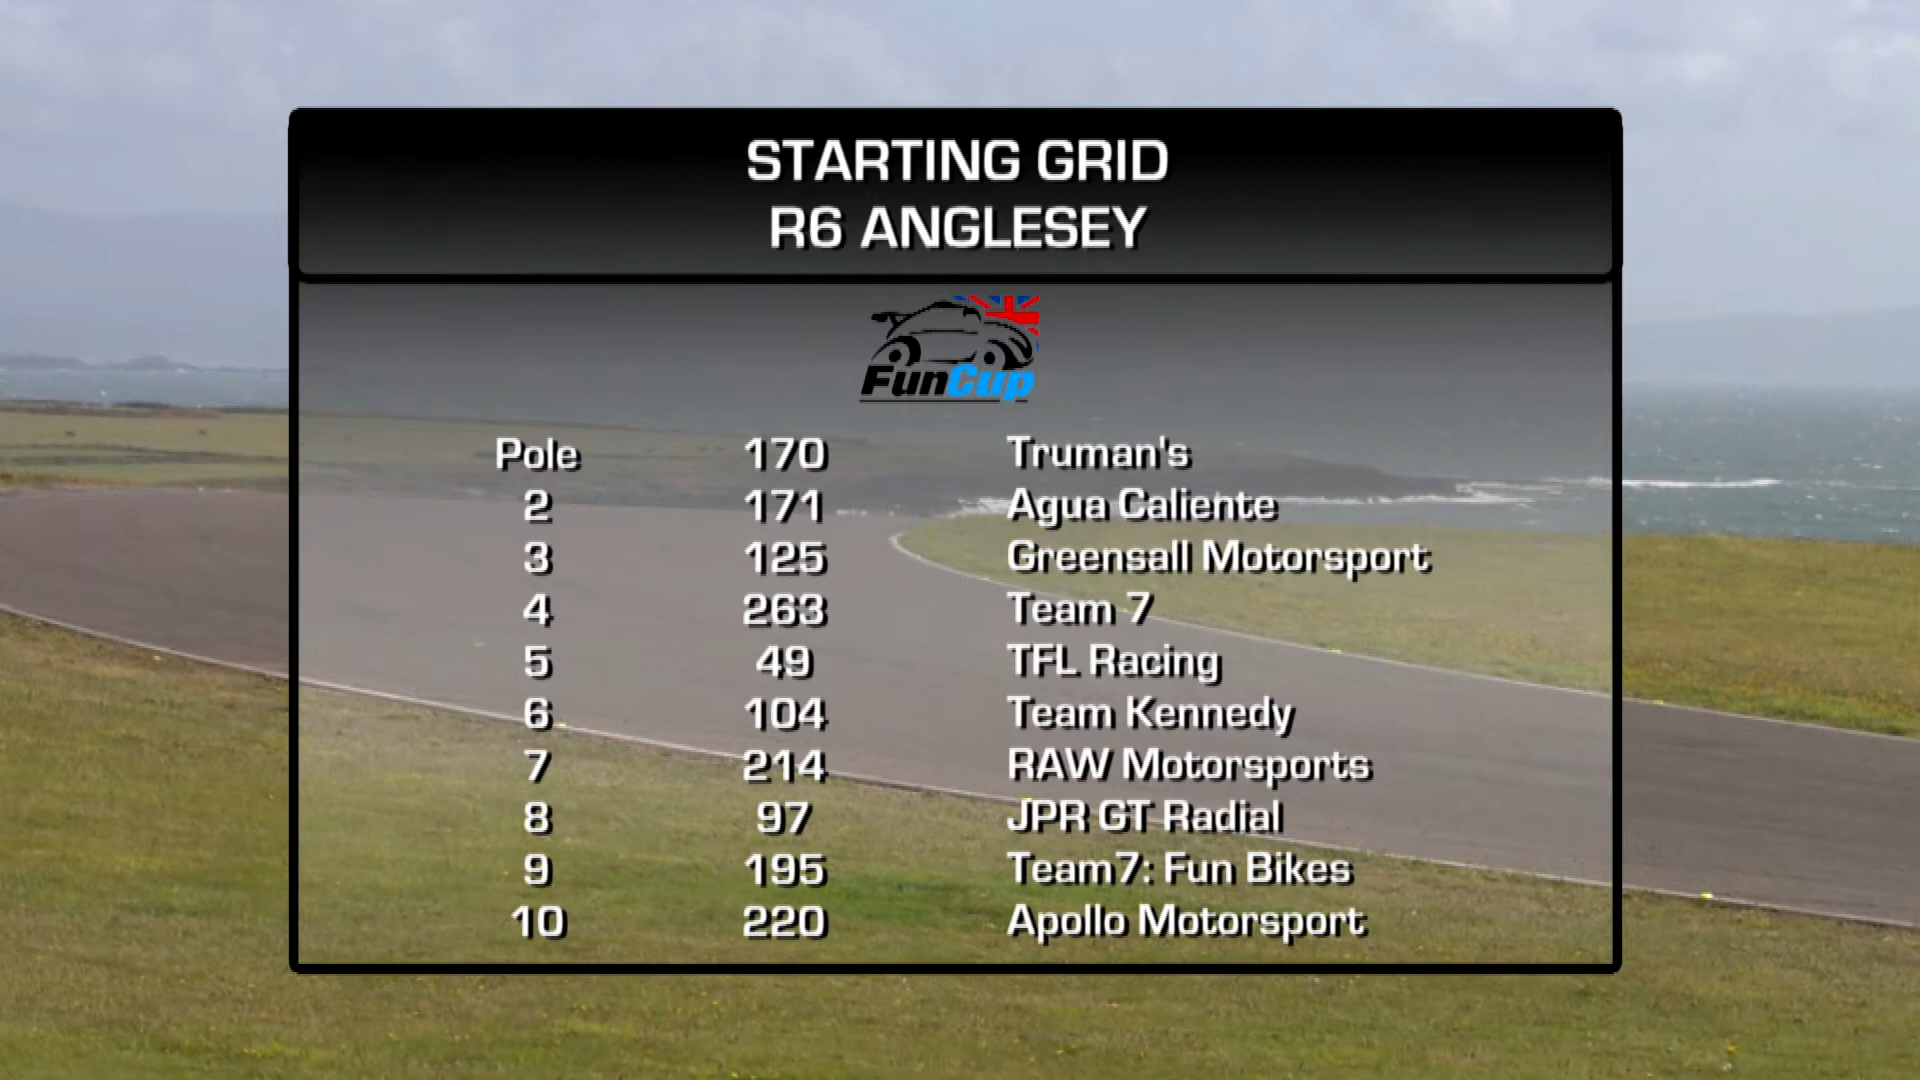 STARTING GRID
R6 ANGLESEY
FunCup
Pole 170 Truman's
2 171 Agua Caliente
3 125 Greensall Motorsport
4 263 Team 7
5 49 TFL Racing
6 104 Team Kennedy
7 214 RAW Motorsports
8 97 JPR GT Radial
9 195 Team7: Fun Bikes
10 220 Apollo Motorsport